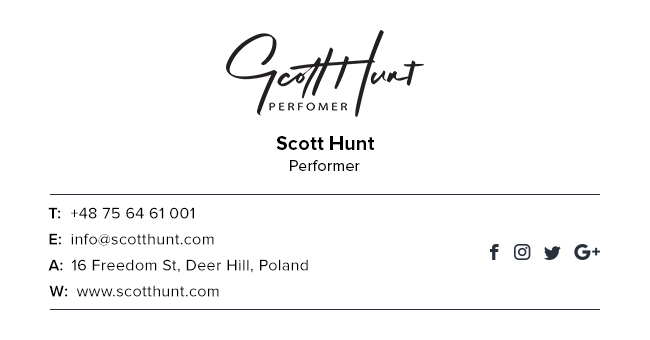 Scott Hunt
PERFOMER
Scott Hunt
Performer
T: +48 75 64 61 001
E: info@scotthunt.com
A: 16 Freedom St, Deer Hill, Poland
W: www.scotthunt.com
f G+